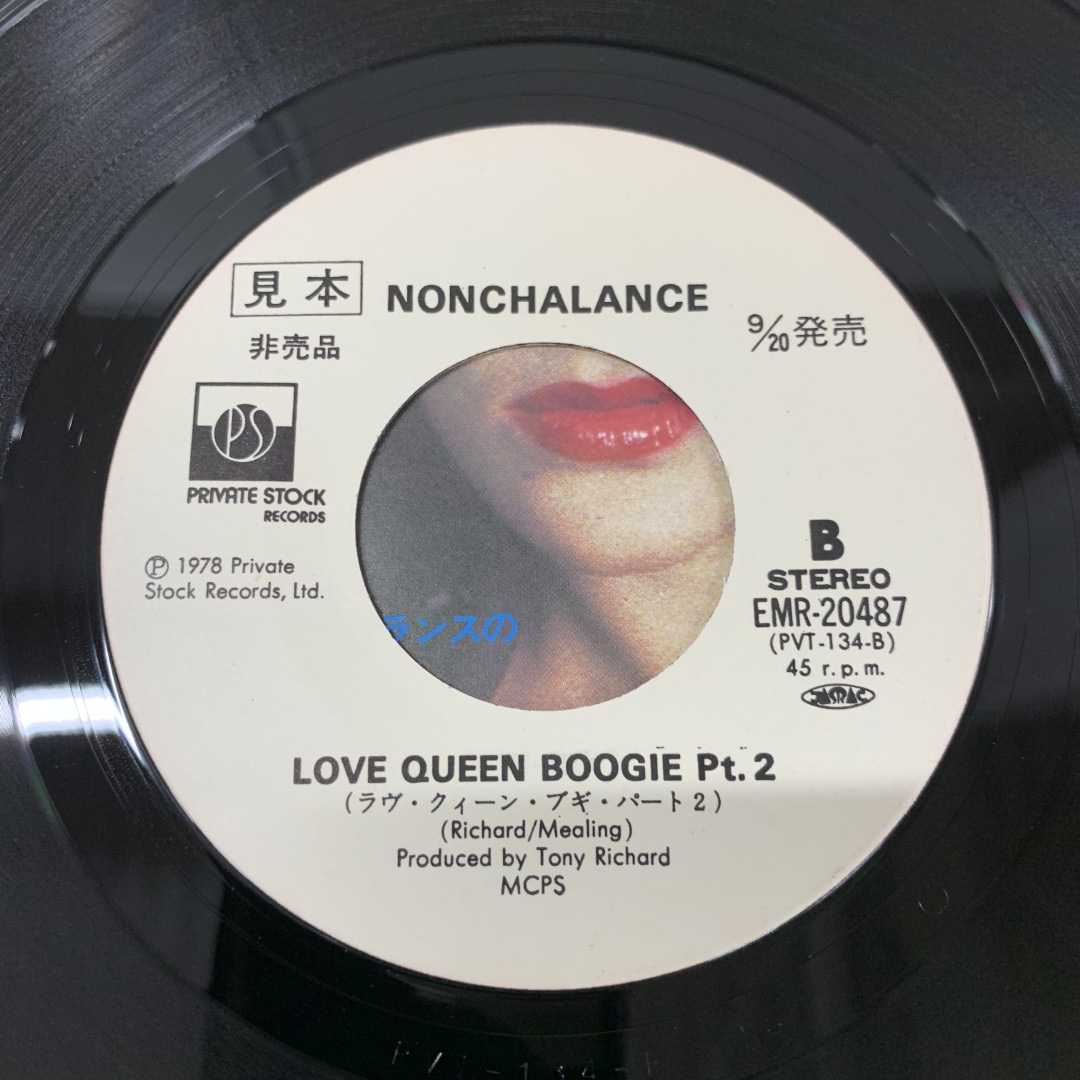 見本
NONCHALANCE
非売品
9/20発売
PS
PRIVATE STOCK
RECORDS
Ⓟ 1978 Private
Stock Records, Ltd.
B
STEREO
EMR-20487
(PVT-134-B)
45 r.p.m.
JASRAC
ランスの
LOVE QUEEN BOOGIE Pt. 2
(ラヴ・クィーン・ブギ・パート2)
(Richard/Mealing)
Produced by Tony Richard
MCPS